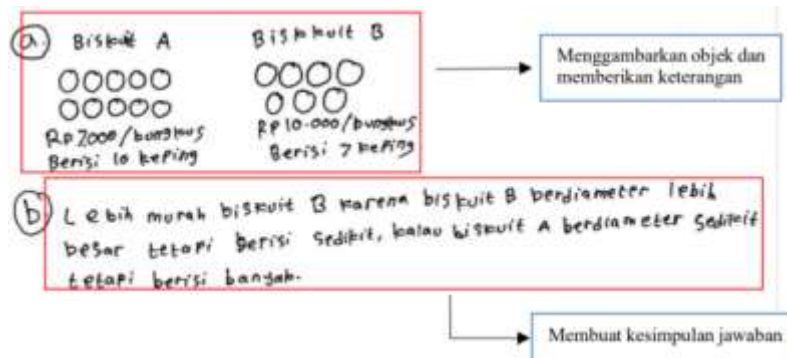 a. Biskuit A
Biskkuit B
Rp 7000/bungkus
Berisi 10 keping
Rp 10.000/bungkus
Berisi 7 keping
Menggambarkan objek dan
memberikan keterangan
b Lebih murah biskuit B karena biskuit B berdiameter lebih
besar tetapi berisi sedikit, kalau biskuit A berdiameter sedikit
tetapi berisi banyak.
Membuat kesimpulan jawaban